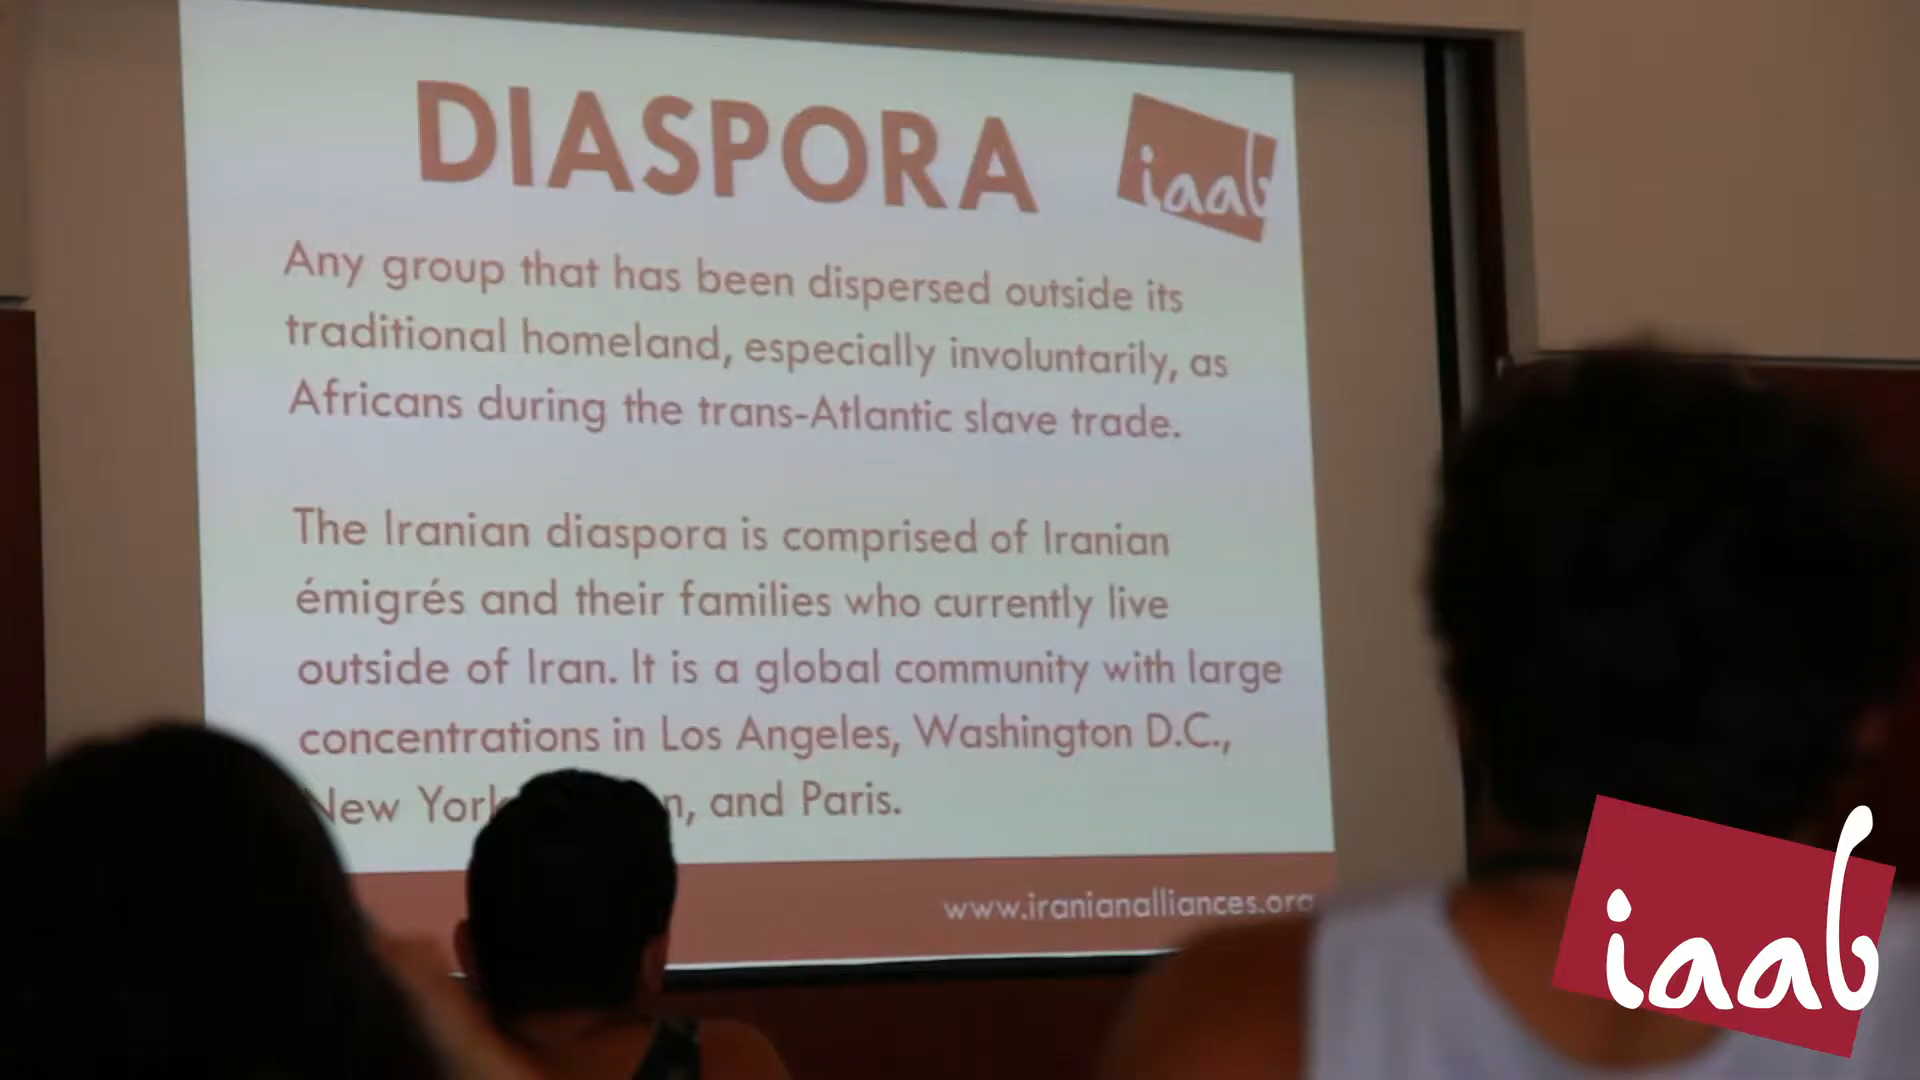 DIASPORA
iaab
Any group that has been dispersed outside its
traditional homeland, especially involuntarily, as
Africans during the trans-Atlantic slave trade.
The Iranian diaspora is comprised of Iranian
émigrés and their families who currently live
outside of Iran. It is a global community with large
concentrations in Los Angeles, Washington D.C.,
New York, and Paris.
www.iranianalliances.org
iaab